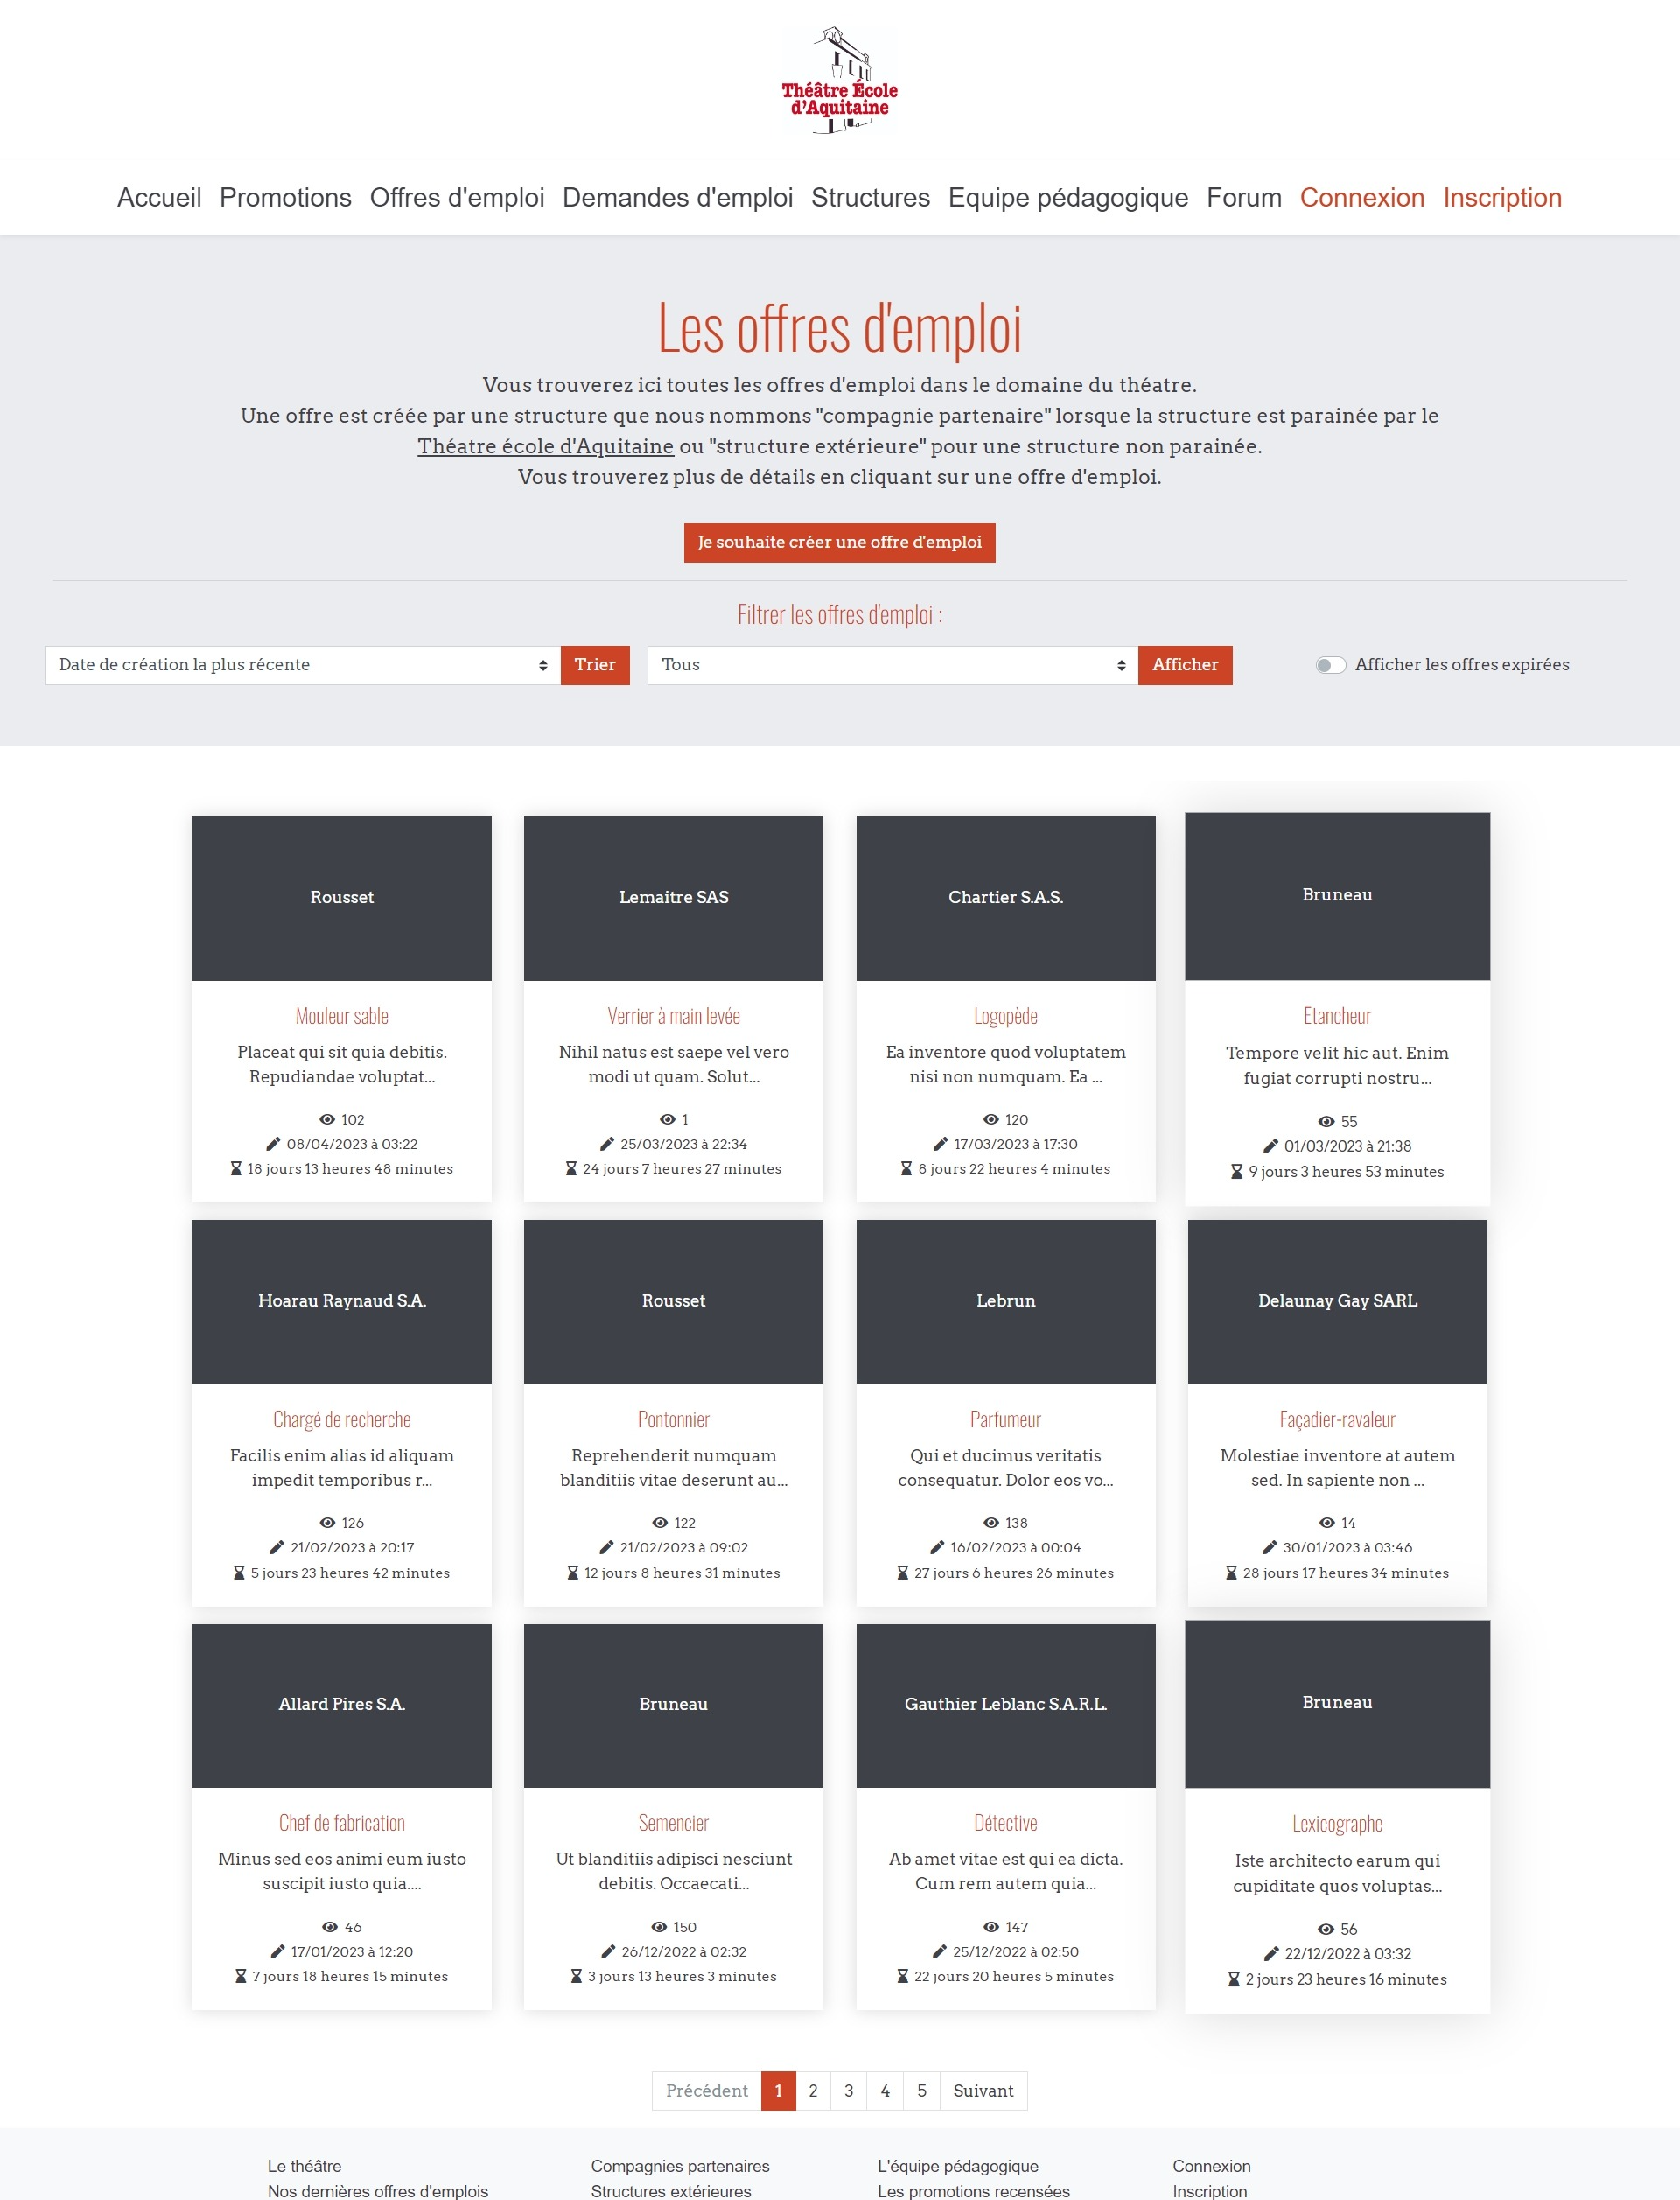 Théâtre École
d'Aquitaine
Accueil Promotions Offres d'emploi Demandes d'emploi Structures Equipe pédagogique Forum Connexion Inscription
Les offres d'emploi
Vous trouverez ici toutes les offres d'emploi dans le domaine du théatre.
Une offre est créée par une structure que nous nommons "compagnie partenaire" lorsque la structure est parainée par le
Théatre école d'Aquitaine ou "structure extérieure" pour une structure non parainée.
Vous trouverez plus de détails en cliquant sur une offre d'emploi.
Je souhaite créer une offre d'emploi
Filtrer les offres d'emploi :
Date de création la plus récente Trier Tous Afficher Afficher les offres expirées
Rousset
Mouleur sable
Placeat qui sit quia debitis.
Repudiandae voluptat...
102
08/04/2023 à 03:22
18 jours 13 heures 48 minutes
Lemaitre SAS
Verrier à main levée
Nihil natus est saepe vel vero
modi ut quam. Solut...
1
25/03/2023 à 22:34
24 jours 7 heures 27 minutes
Chartier S.A.S.
Logopède
Ea inventore quod voluptatem
nisi non numquam. Ea ...
120
17/03/2023 à 17:30
8 jours 22 heures 4 minutes
Bruneau
Etancheur
Tempore velit hic aut. Enim
fugiat corrupti nostru...
55
01/03/2023 à 21:38
9 jours 3 heures 53 minutes
Hoarau Raynaud S.A.
Chargé de recherche
Facilis enim alias id aliquam
impedit temporibus r...
126
21/02/2023 à 20:17
5 jours 23 heures 42 minutes
Rousset
Pontonnier
Reprehenderit numquam
blanditiis vitae deserunt au...
122
21/02/2023 à 09:02
12 jours 8 heures 31 minutes
Lebrun
Parfumeur
Qui et ducimus veritatis
consequatur. Dolor eos vo...
138
16/02/2023 à 00:04
27 jours 6 heures 26 minutes
Delaunay Gay SARL
Façadier-ravaleur
Molestiae inventore at autem
sed. In sapiente non ...
14
30/01/2023 à 03:46
28 jours 17 heures 34 minutes
Allard Pires S.A.
Chef de fabrication
Minus sed eos animi eum iusto
suscipit iusto quia....
46
17/01/2023 à 12:20
7 jours 18 heures 15 minutes
Bruneau
Semencier
Ut blanditiis adipisci nesciunt
debitis. Occaecati...
150
26/12/2022 à 02:32
3 jours 13 heures 3 minutes
Gauthier Leblanc S.A.R.L.
Détective
Ab amet vitae est qui ea dicta.
Cum rem autem quia...
147
25/12/2022 à 02:50
22 jours 20 heures 5 minutes
Bruneau
Lexicographe
Iste architecto earum qui
cupiditate quos voluptas...
56
22/12/2022 à 03:32
2 jours 23 heures 16 minutes
Précédent 1 2 3 4 5 Suivant
Le théâtre
Nos dernières offres d'emplois
Compagnies partenaires
Structures extérieures
L'équipe pédagogique
Les promotions recensées
Connexion
Inscription